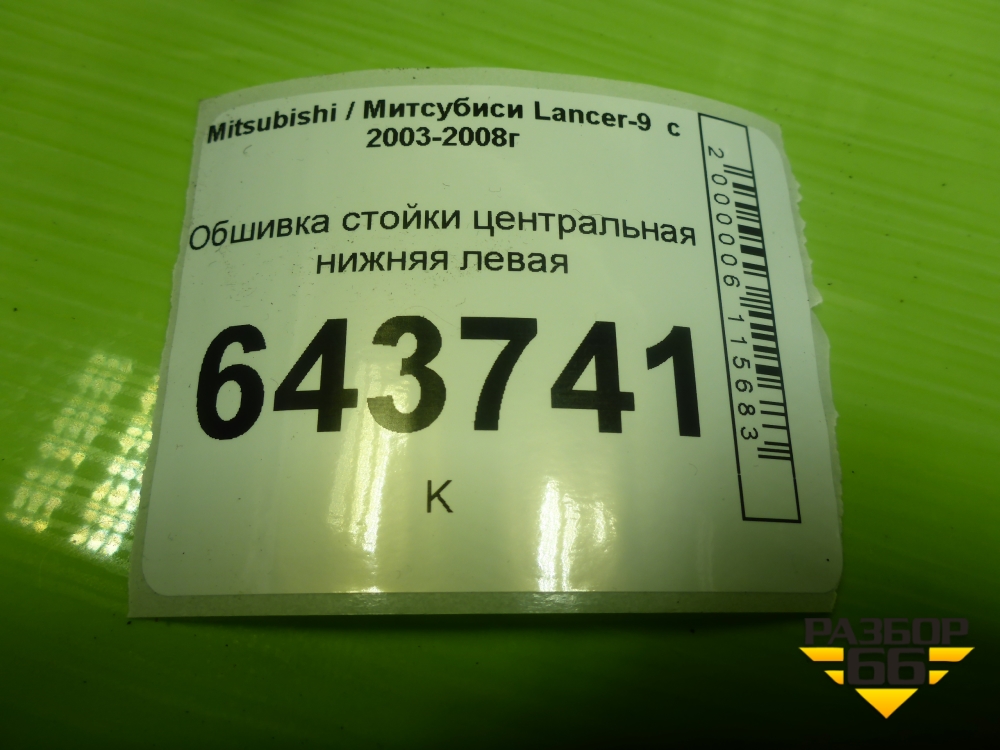 Mitsubishi / Митсубиси Lancer-9 с
2003-2008г
Обшивка стойки центральная
нижняя левая
643741
К
2000006115683
РАЗБОР
66